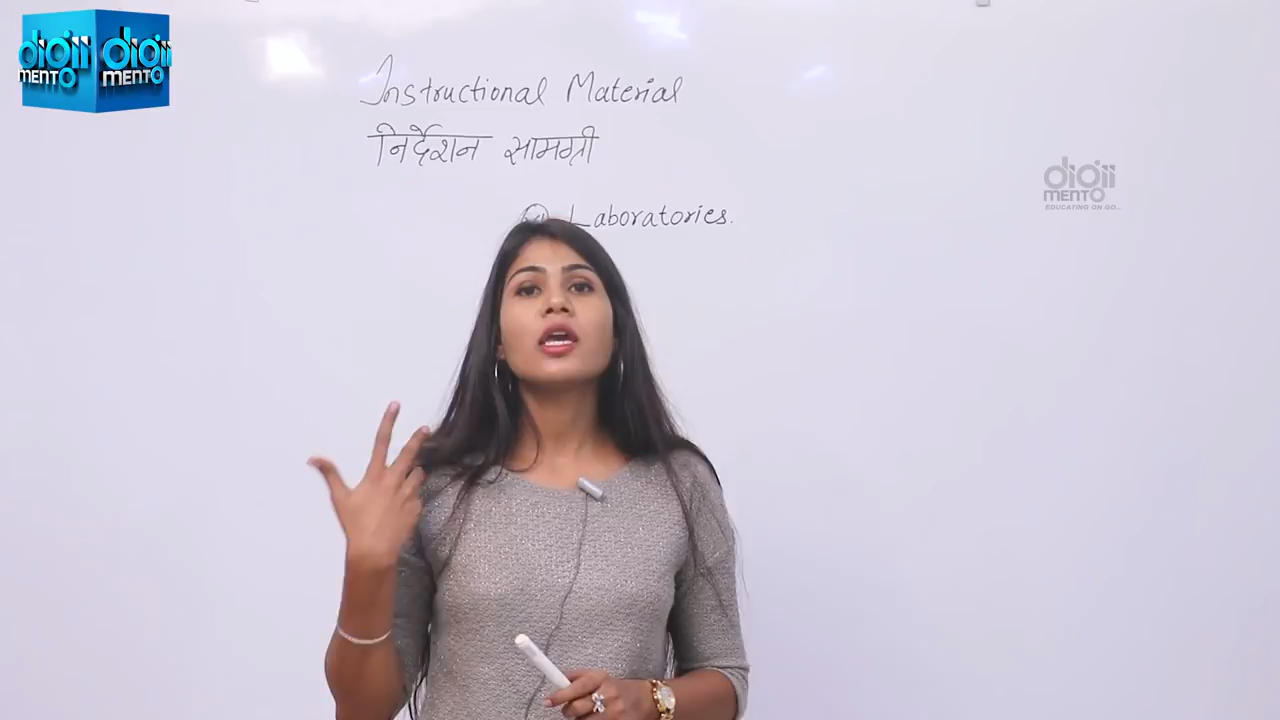 digii digii
MENTO MENTO
Instructional Material
निर्देशन सामग्री
Laboratories.
digii
MENTO
EDUCATING ON GO...